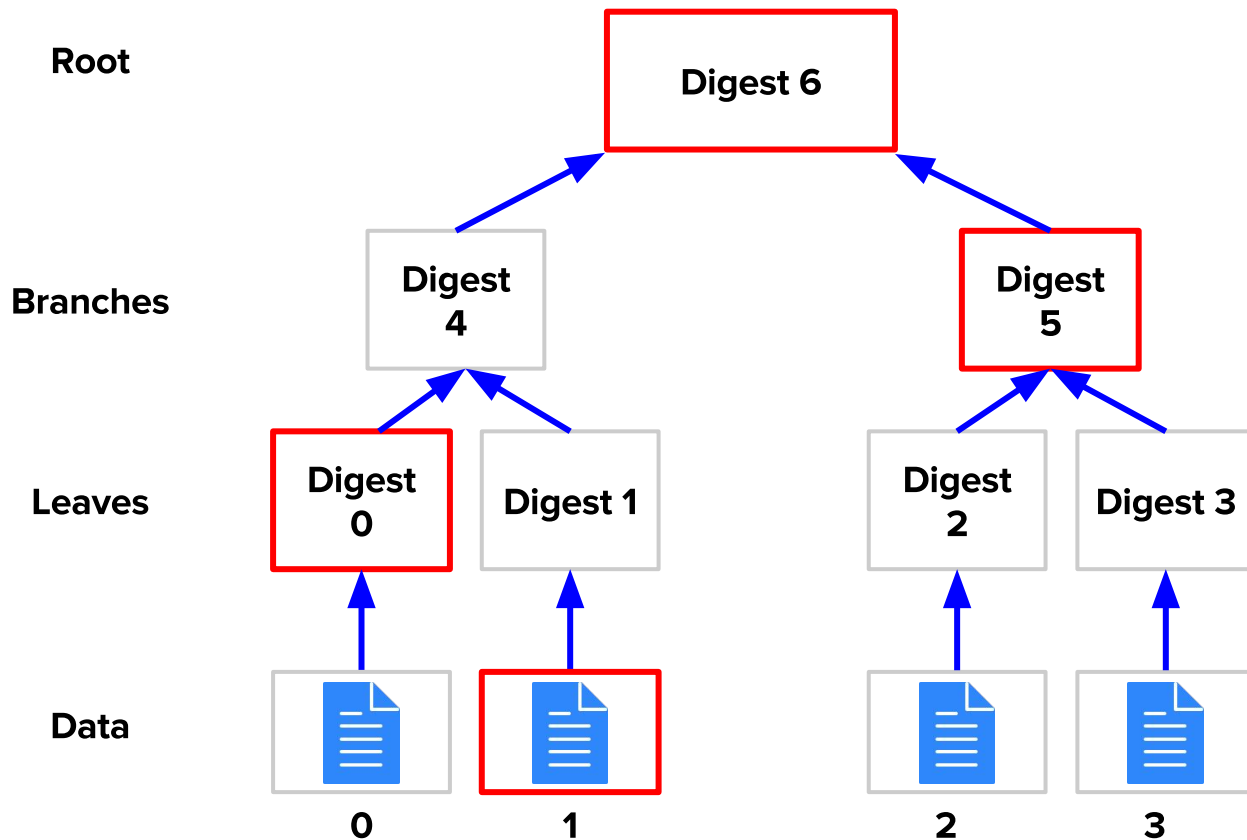 Root
Digest 6
Branches
Digest
4
Digest
5
Leaves
Digest
0
Digest 1
Digest
2
Digest 3
Data
0
1
2
3